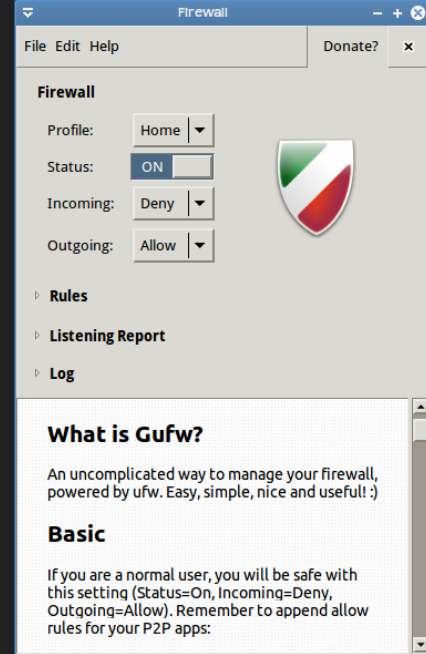 Firewall
File Edit Help Donate?
Firewall
Profile: Home
Status: ON
Incoming: Deny
Outgoing: Allow
Rules
Listening Report
Log
What is Gufw?
An uncomplicated way to manage your firewall,
powered by ufw. Easy, simple, nice and useful! :)
Basic
If you are a normal user, you will be safe with
this setting (Status=On, Incoming=Deny,
Outgoing=Allow). Remember to append allow
rules for your P2P apps: